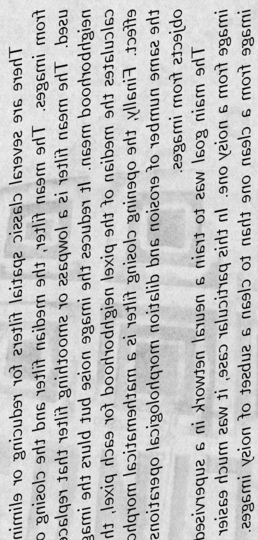 There are several classic spatial filters for reducing or elimin
from images. The mean filter, the median filter and the closing o
used. The mean filter is a lowpass or smoothing filter that replac
neighborhood mean. It reduces the image noise but blurs the image
calculates the median of the pixel neighborhood for each pixel, th
effect. Finally, the opening closing filter is a mathematical morpho
the same number of erosion and dilation morphological operations
objects from images.
The main goal was to train a neural network in a supervised
image from a noisy one. In this particular case, it was much easier
image from a clean one than to clean a subset of noisy images.